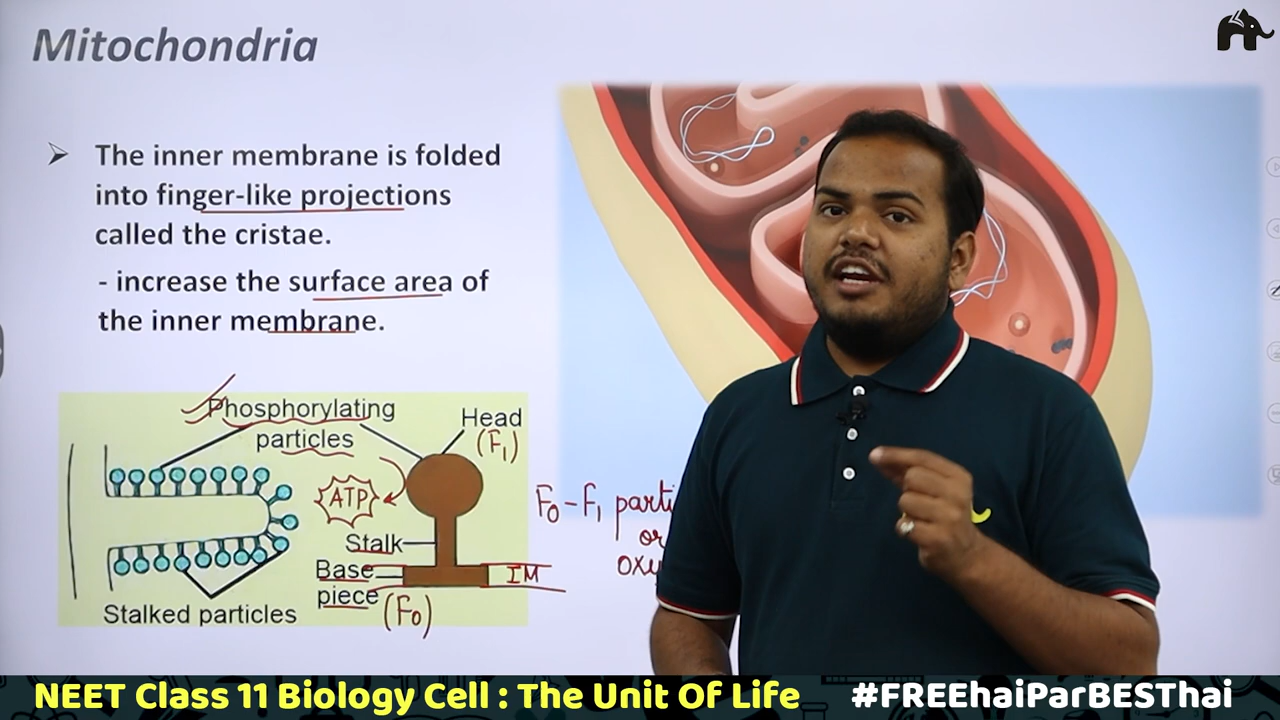 Mitochondria
The inner membrane is folded
into finger-like projections
called the cristae.
- increase the surface area of
the inner membrane.
Phosphorylating
particles
Head
(F₁)
ATP
Stalk
Base
piece
(F₀)
IM
Stalked particles
F₀-F₁ parti
or
NEET Class 11 Biology Cell : The Unit Of Life
#FREEhaiParBESThai